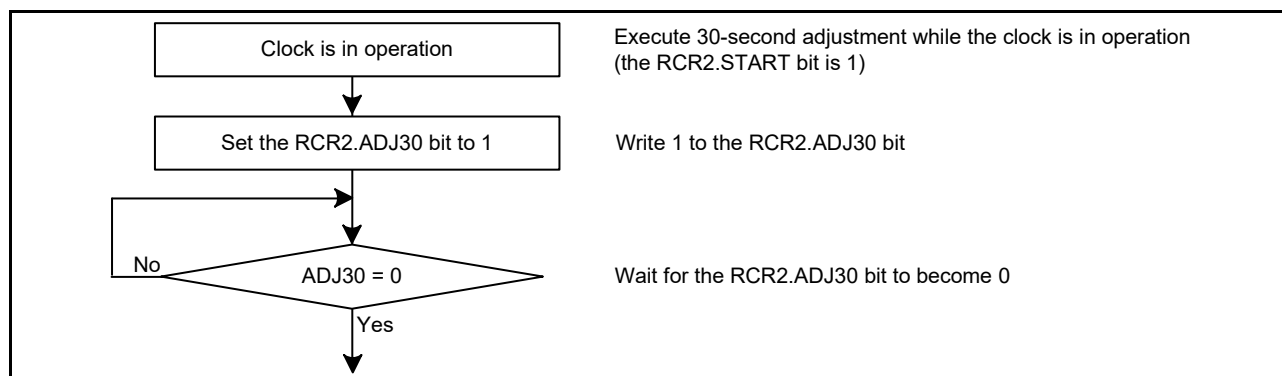 Clock is in operation
Execute 30-second adjustment while the clock is in operation
(the RCR2.START bit is 1)
Set the RCR2.ADJ30 bit to 1
Write 1 to the RCR2.ADJ30 bit
No
ADJ30 = 0
Wait for the RCR2.ADJ30 bit to become 0
Yes